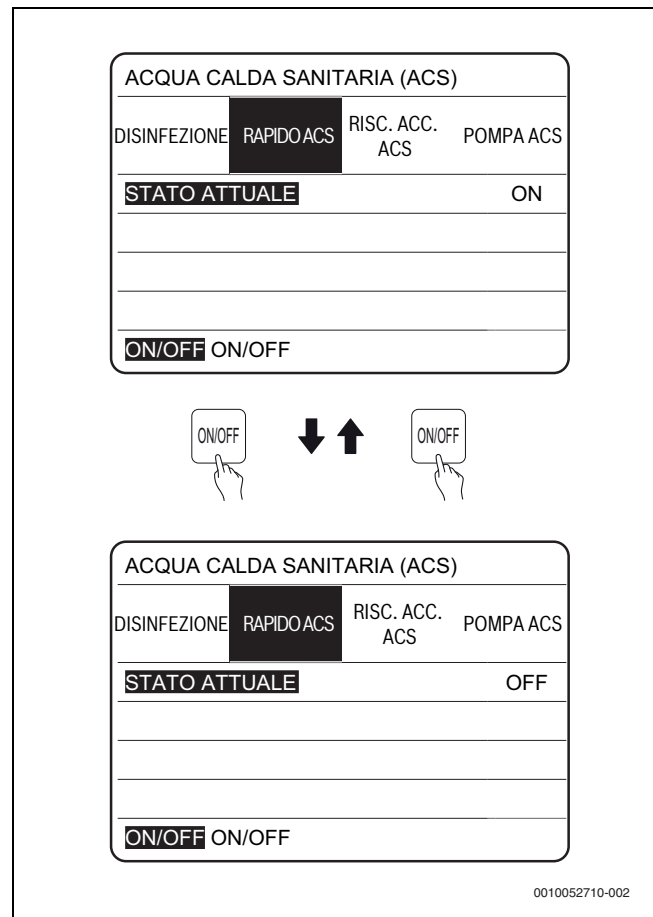 ACQUA CALDA SANITARIA (ACS)
DISINFEZIONE RAPIDO ACS RISC. ACC. ACS POMPA ACS
STATO ATTUALE ON
ON/OFF ON/OFF
ON/OFF ON/OFF
ACQUA CALDA SANITARIA (ACS)
DISINFEZIONE RAPIDO ACS RISC. ACC. ACS POMPA ACS
STATO ATTUALE OFF
ON/OFF ON/OFF
0010052710-002